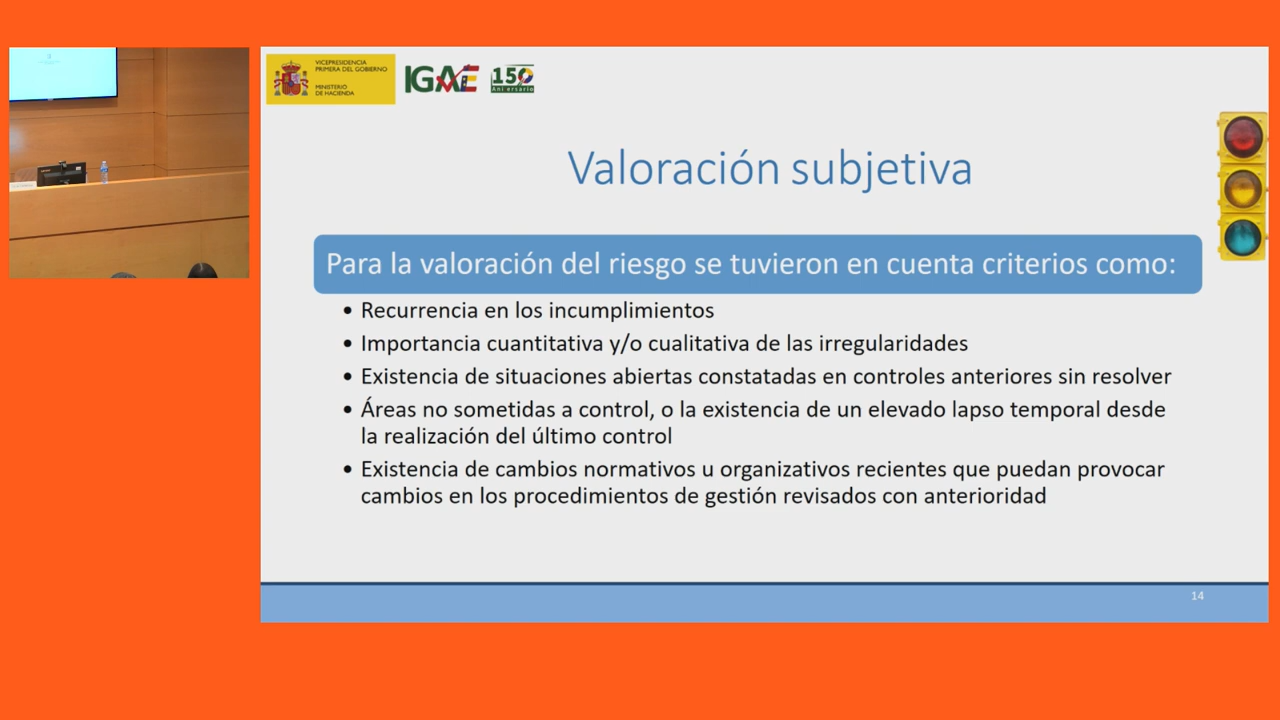 VICEPRESIDENCIA
PRIMERA DEL GOBIERNO
MINISTERIO
DE HACIENDA
IGAE
150
Aniversario
Valoración subjetiva
Para la valoración del riesgo se tuvieron en cuenta criterios como:
• Recurrencia en los incumplimientos
• Importancia cuantitativa y/o cualitativa de las irregularidades
• Existencia de situaciones abiertas constatadas en controles anteriores sin resolver
• Áreas no sometidas a control, o la existencia de un elevado lapso temporal desde
la realización del último control
• Existencia de cambios normativos u organizativos recientes que puedan provocar
cambios en los procedimientos de gestión revisados con anterioridad
14